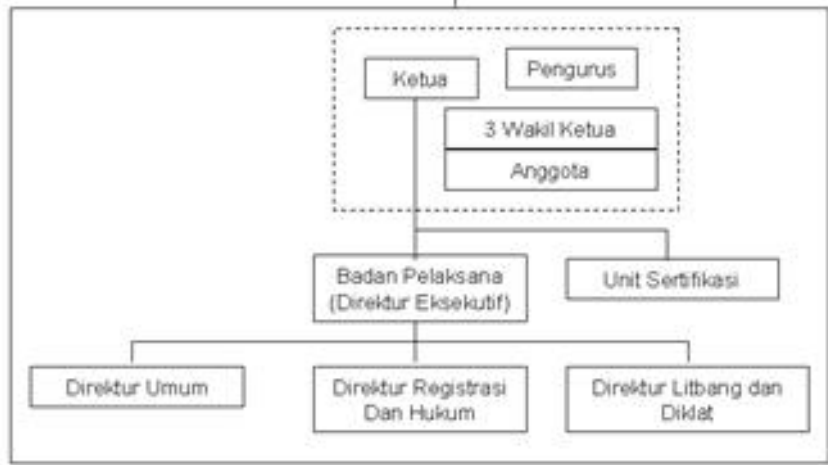 Ketua
Pengurus
3 Wakil Ketua
Anggota
Badan Pelaksana
(Direktur Eksekutif)
Unit Sertifikasi
Direktur Umum
Direktur Registrasi
Dan Hukum
Direktur Litbang dan
Diklat